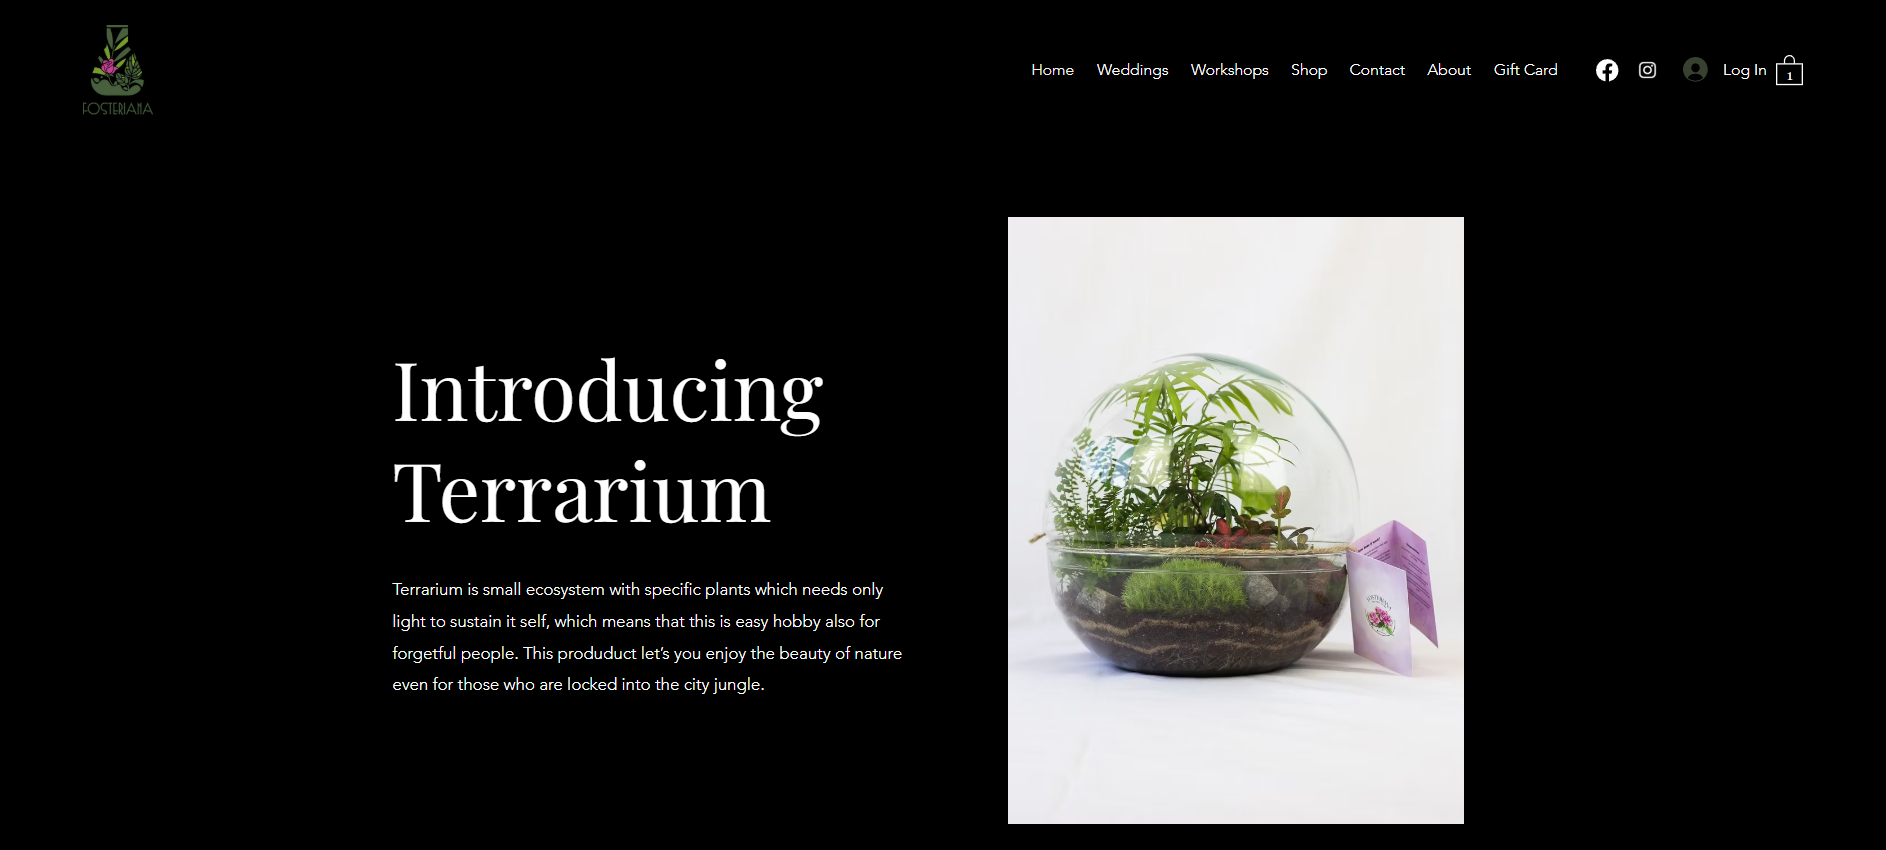 FOSTERIANA
Home Weddings Workshops Shop Contact About Gift Card Log In 1
Introducing
Terrarium
Terrarium is small ecosystem with specific plants which needs only
light to sustain it self, which means that this is easy hobby also for
forgetful people. This produduct let’s you enjoy the beauty of nature
even for those who are locked into the city jungle.